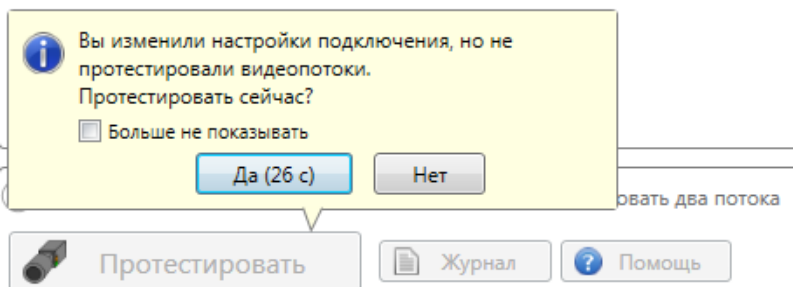 Вы изменили настройки подключения, но не
протестировали видеопотоки.
Протестировать сейчас?
Больше не показывать
Да (26 с)
Нет
два потока
Протестировать
Журнал
Помощь